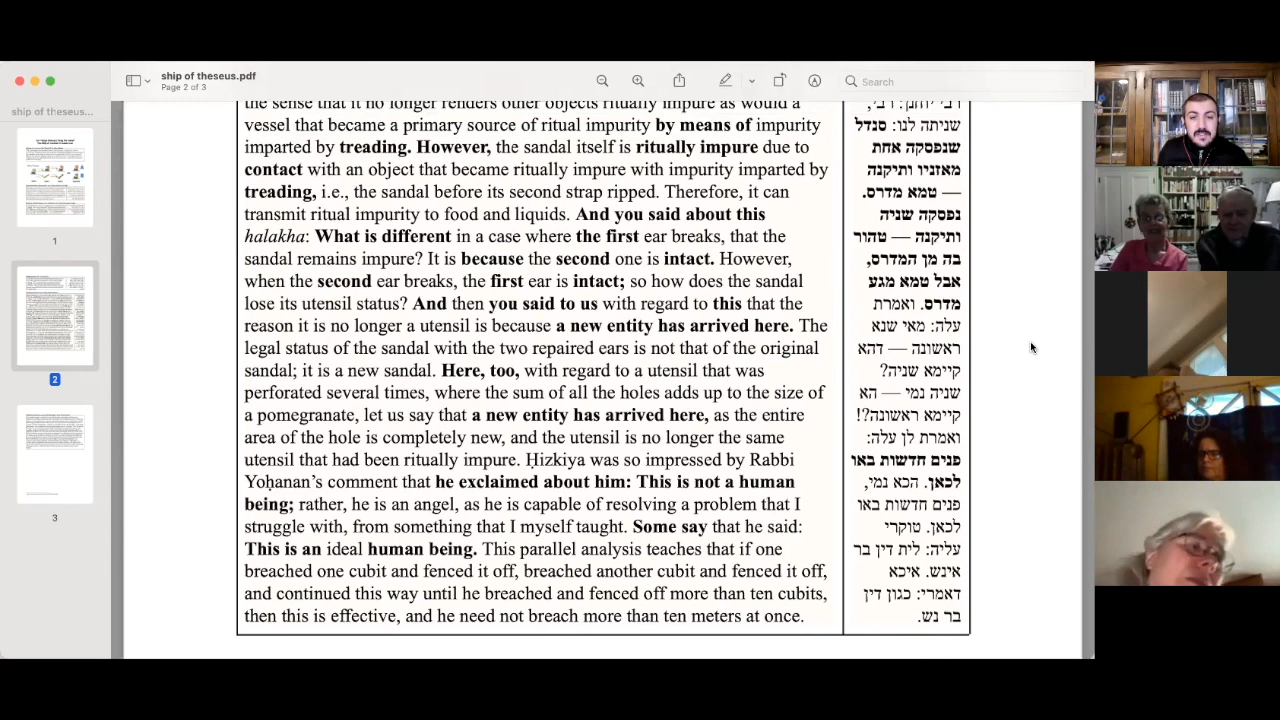 ship of theseus.pdf
Page 2 of 3
Search
ship of theseus...
1
2
3
the sense that it no longer renders other objects ritually impure as would a
vessel that became a primary source of ritual impurity by means of impurity
imparted by treading. However, the sandal itself is ritually impure due to
contact with an object that became ritually impure with impurity imparted by
treading, i.e., the sandal before its second strap ripped. Therefore, it can
transmit ritual impurity to food and liquids. And you said about this
halakha: What is different in a case where the first ear breaks, that the
sandal remains impure? It is because the second one is intact. However,
when the second ear breaks, the first ear is intact; so how does the sandal
lose its utensil status? And then you said to us with regard to this that the
reason it is no longer a utensil is because a new entity has arrived here. The
legal status of the sandal with the two repaired ears is not that of the original
sandal; it is a new sandal. Here, too, with regard to a utensil that was
perforated several times, where the sum of all the holes adds up to the size of
a pomegranate, let us say that a new entity has arrived here, as the entire
area of the hole is completely new, and the utensil is no longer the same
utensil that had been ritually impure. Ḥizkiya was so impressed by Rabbi
Yoḥanan’s comment that he exclaimed about him: This is not a human
being; rather, he is an angel, as he is capable of resolving a problem that I
struggle with, from something that I myself taught. Some say that he said:
This is an ideal human being. This parallel analysis teaches that if one
breached one cubit and fenced it off, breached another cubit and fenced it off,
and continued this way until he breached and fenced off more than ten cubits,
then this is effective, and he need not breach more than ten meters at once.
רבי יוחנן: רבי,
שניתה לנו: סנדל
שנפסקה אחת
מאזניו ותיקנה
— טמא מדרס.
נפסקה שניה
ותיקנה — טהור
בה מן המדרס,
אבל טמא מגע
מדרס. ואמרת
עלה: מאי שנא
ראשונה — דהא
קיימא שניה?
שניה נמי — הא
קיימא ראשונה?!
ואמרת לן עלה:
פנים חדשות באו
לכאן. הכא נמי,
פנים חדשות באו
לכאן. טוקרי
עליה: לית דין בר
אינש. איכא
דאמרי: כגון דין
בר נש.